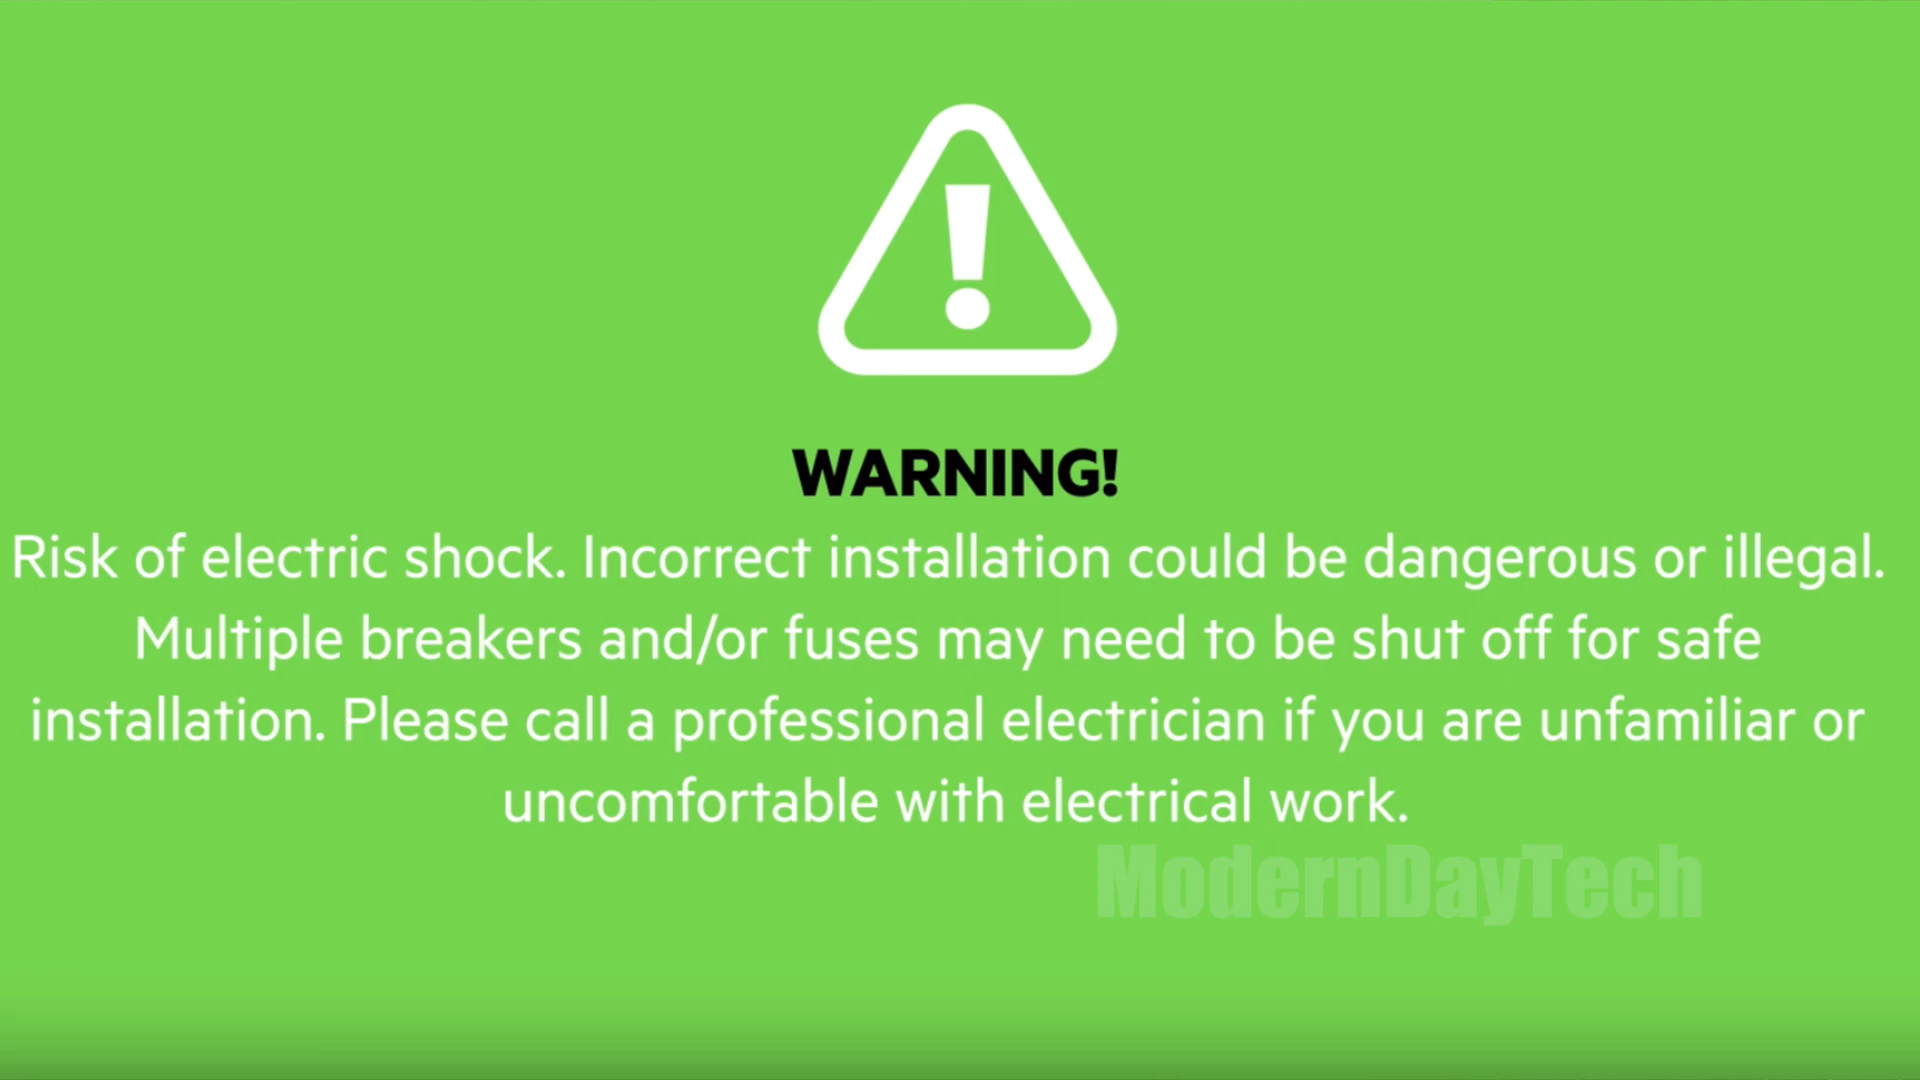 WARNING!
Risk of electric shock. Incorrect installation could be dangerous or illegal.
Multiple breakers and/or fuses may need to be shut off for safe
installation. Please call a professional electrician if you are unfamiliar or
uncomfortable with electrical work.
ModernDayTech